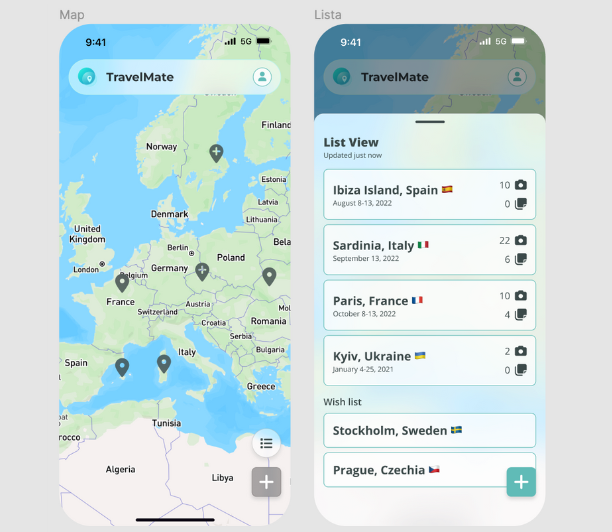 Map
9:41
5G
TravelMate
Finland
Norway
Estonia
Latvia
Denmark
Lithuania
United
Kingdom
Bela
Berlin
Poland
London
Germany
Belgium
France
Austria
Mol
Switzerland
Croatia
Romania
Serbia
Italy
Bulgaria
Spain
Greece
Tunisia
rocco
Algeria
Libya
Lista
9:41
5G
TravelMate
List View
Updated just now
Ibiza Island, Spain
10
August 8-13, 2022
0
Sardinia, Italy
22
September 13, 2022
6
Paris, France
10
October 8-13, 2022
4
Kyiv, Ukraine
2
January 4-25, 2021
0
Wish list
Stockholm, Sweden
Prague, Czechia